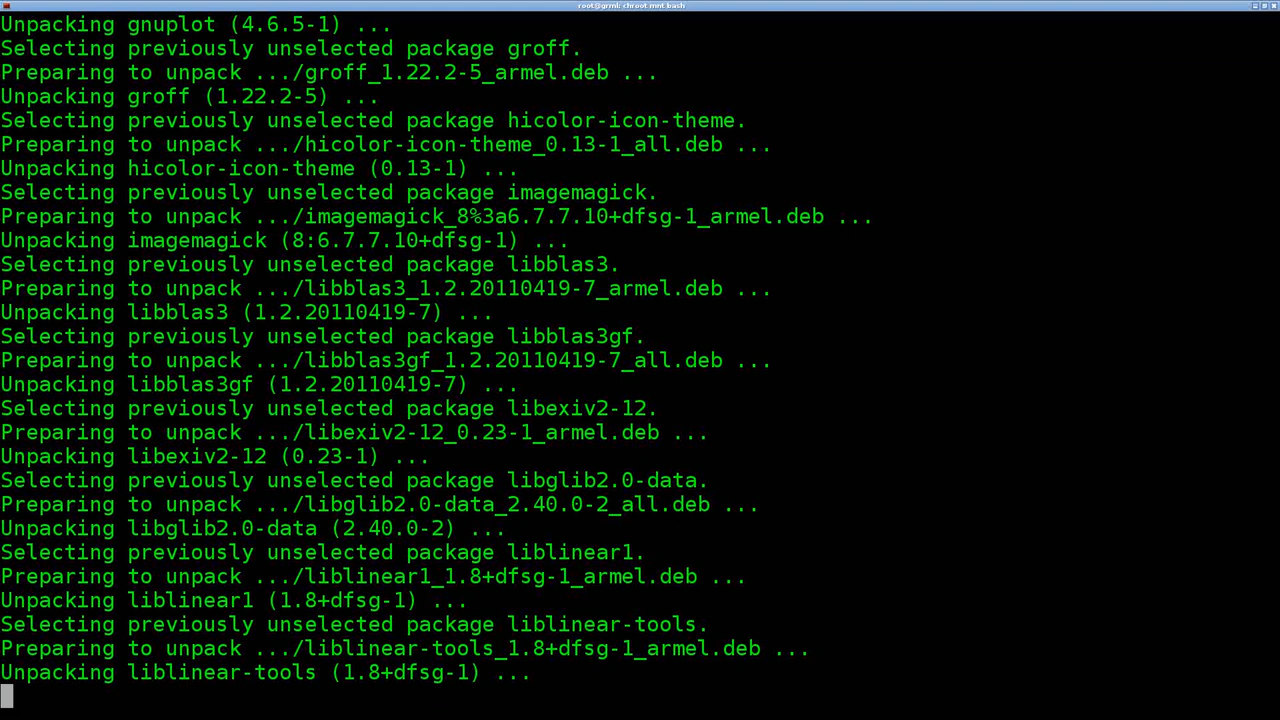 root@grml: chroot mnt bash
Unpacking gnuplot (4.6.5-1) ...
Selecting previously unselected package groff.
Preparing to unpack .../groff_1.22.2-5_armel.deb ...
Unpacking groff (1.22.2-5) ...
Selecting previously unselected package hicolor-icon-theme.
Preparing to unpack .../hicolor-icon-theme_0.13-1_all.deb ...
Unpacking hicolor-icon-theme (0.13-1) ...
Selecting previously unselected package imagemagick.
Preparing to unpack .../imagemagick_8%3a6.7.7.10+dfsg-1_armel.deb ...
Unpacking imagemagick (8:6.7.7.10+dfsg-1) ...
Selecting previously unselected package libblas3.
Preparing to unpack .../libblas3_1.2.20110419-7_armel.deb ...
Unpacking libblas3 (1.2.20110419-7) ...
Selecting previously unselected package libblas3gf.
Preparing to unpack .../libblas3gf_1.2.20110419-7_all.deb ...
Unpacking libblas3gf (1.2.20110419-7) ...
Selecting previously unselected package libexiv2-12.
Preparing to unpack .../libexiv2-12_0.23-1_armel.deb ...
Unpacking libexiv2-12 (0.23-1) ...
Selecting previously unselected package libglib2.0-data.
Preparing to unpack .../libglib2.0-data_2.40.0-2_all.deb ...
Unpacking libglib2.0-data (2.40.0-2) ...
Selecting previously unselected package liblinear1.
Preparing to unpack .../liblinear1_1.8+dfsg-1_armel.deb ...
Unpacking liblinear1 (1.8+dfsg-1) ...
Selecting previously unselected package liblinear-tools.
Preparing to unpack .../liblinear-tools_1.8+dfsg-1_armel.deb ...
Unpacking liblinear-tools (1.8+dfsg-1) ...